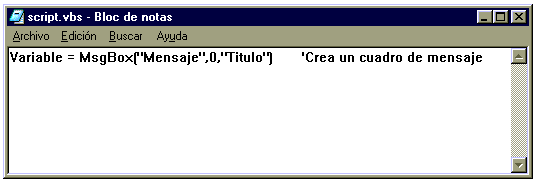 script.vbs - Bloc de notas
Archivo Edición Buscar Ayuda
Variable = MsgBox("Mensaje",0,"Titulo") 'Crea un cuadro de mensaje